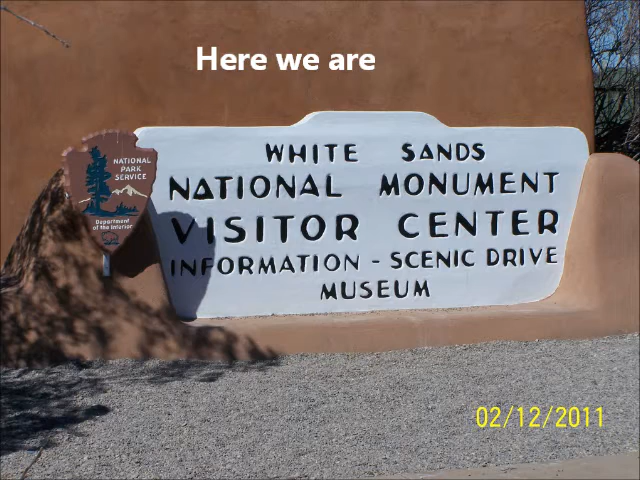 Here we are
WHITE SANDS
NATIONAL MONUMENT
VISITOR CENTER
INFORMATION - SCENIC DRIVE
MUSEUM
NATIONAL
PARK
SERVICE
Department
of the Interior
02/12/2011